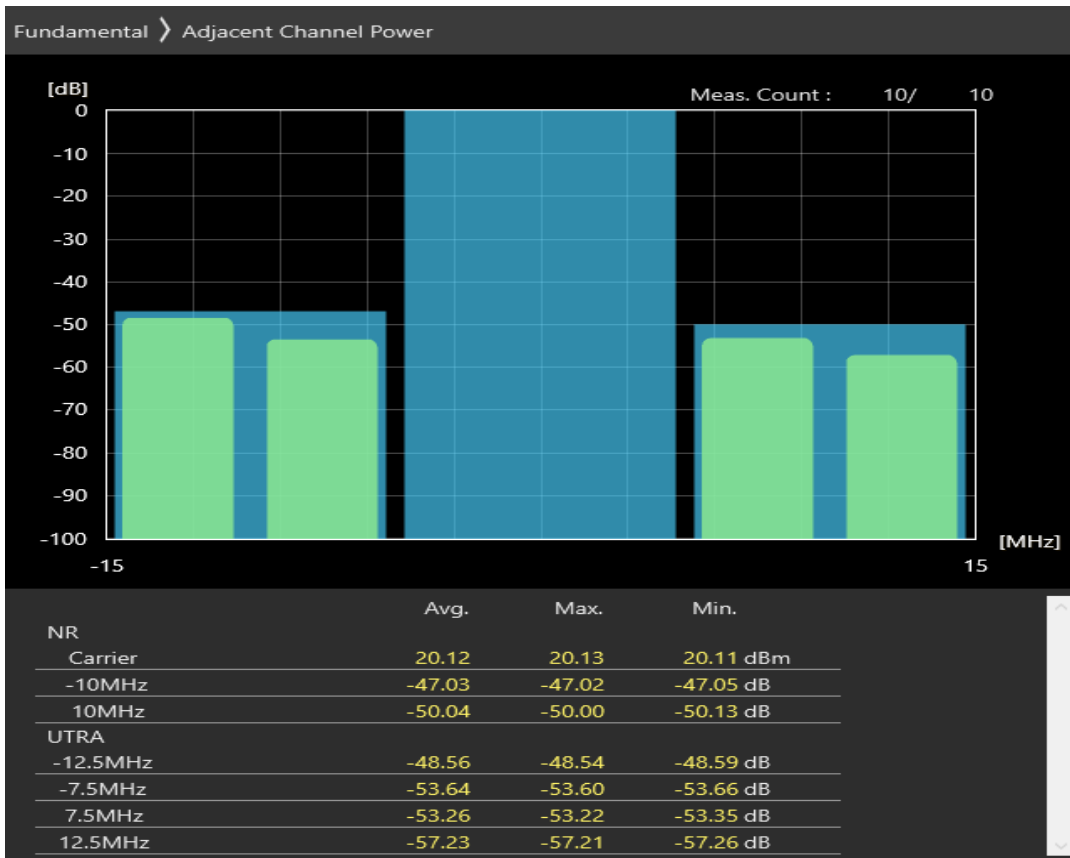 Fundamental 〉 Adjacent Channel Power
[dB]
Meas. Count : 10/ 10
0
-10
-20
-30
-40
-50
-60
-70
-80
-90
-100
[MHz]
-15 15
Avg. Max. Min.
NR
Carrier 20.12 20.13 20.11 dBm
-10MHz -47.03 -47.02 -47.05 dB
10MHz -50.04 -50.00 -50.13 dB
UTRA
-12.5MHz -48.56 -48.54 -48.59 dB
-7.5MHz -53.64 -53.60 -53.66 dB
7.5MHz -53.26 -53.22 -53.35 dB
12.5MHz -57.23 -57.21 -57.26 dB